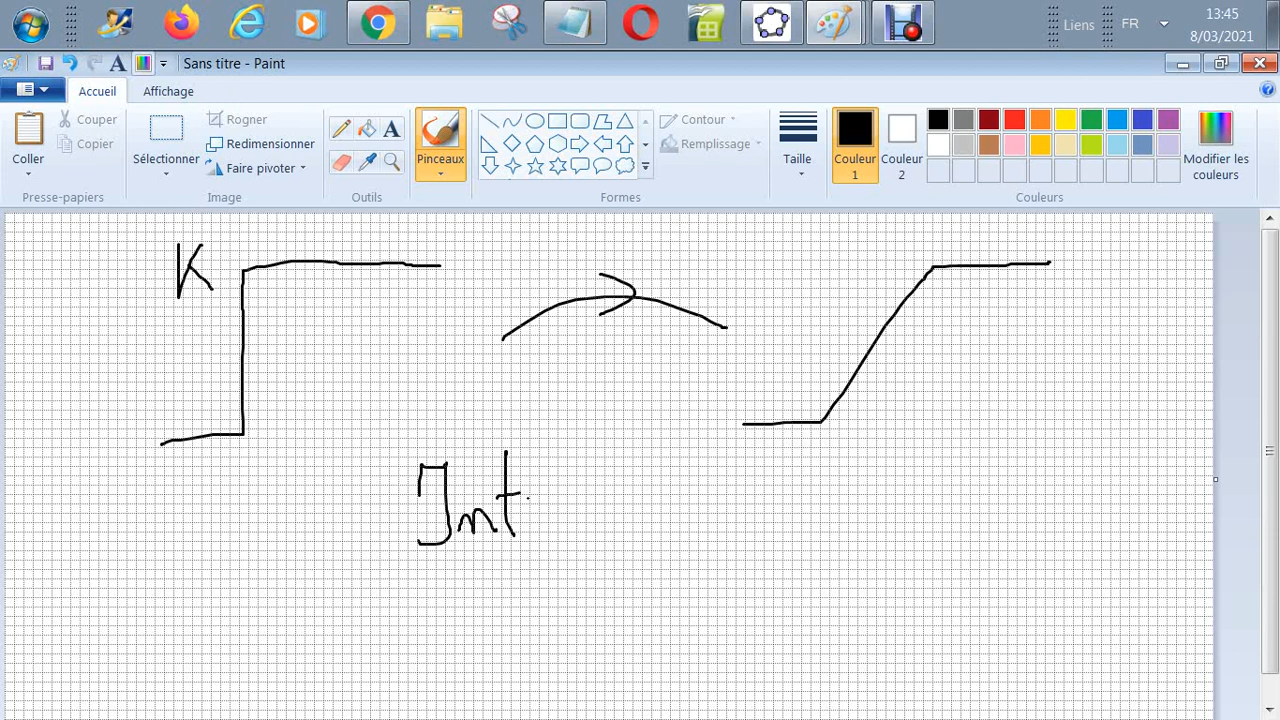 Liens FR 13:45
8/03/2021
Sans titre - Paint
Accueil Affichage
Coller
Couper
Copier
Presse-papiers
Sélectionner
Rogner
Redimensionner
Faire pivoter
Image
Outils
Pinceaux
Contour
Remplissage
Formes
Taille
Couleur
1
Couleur
2
Modifier les
couleurs
Couleurs
K
Int